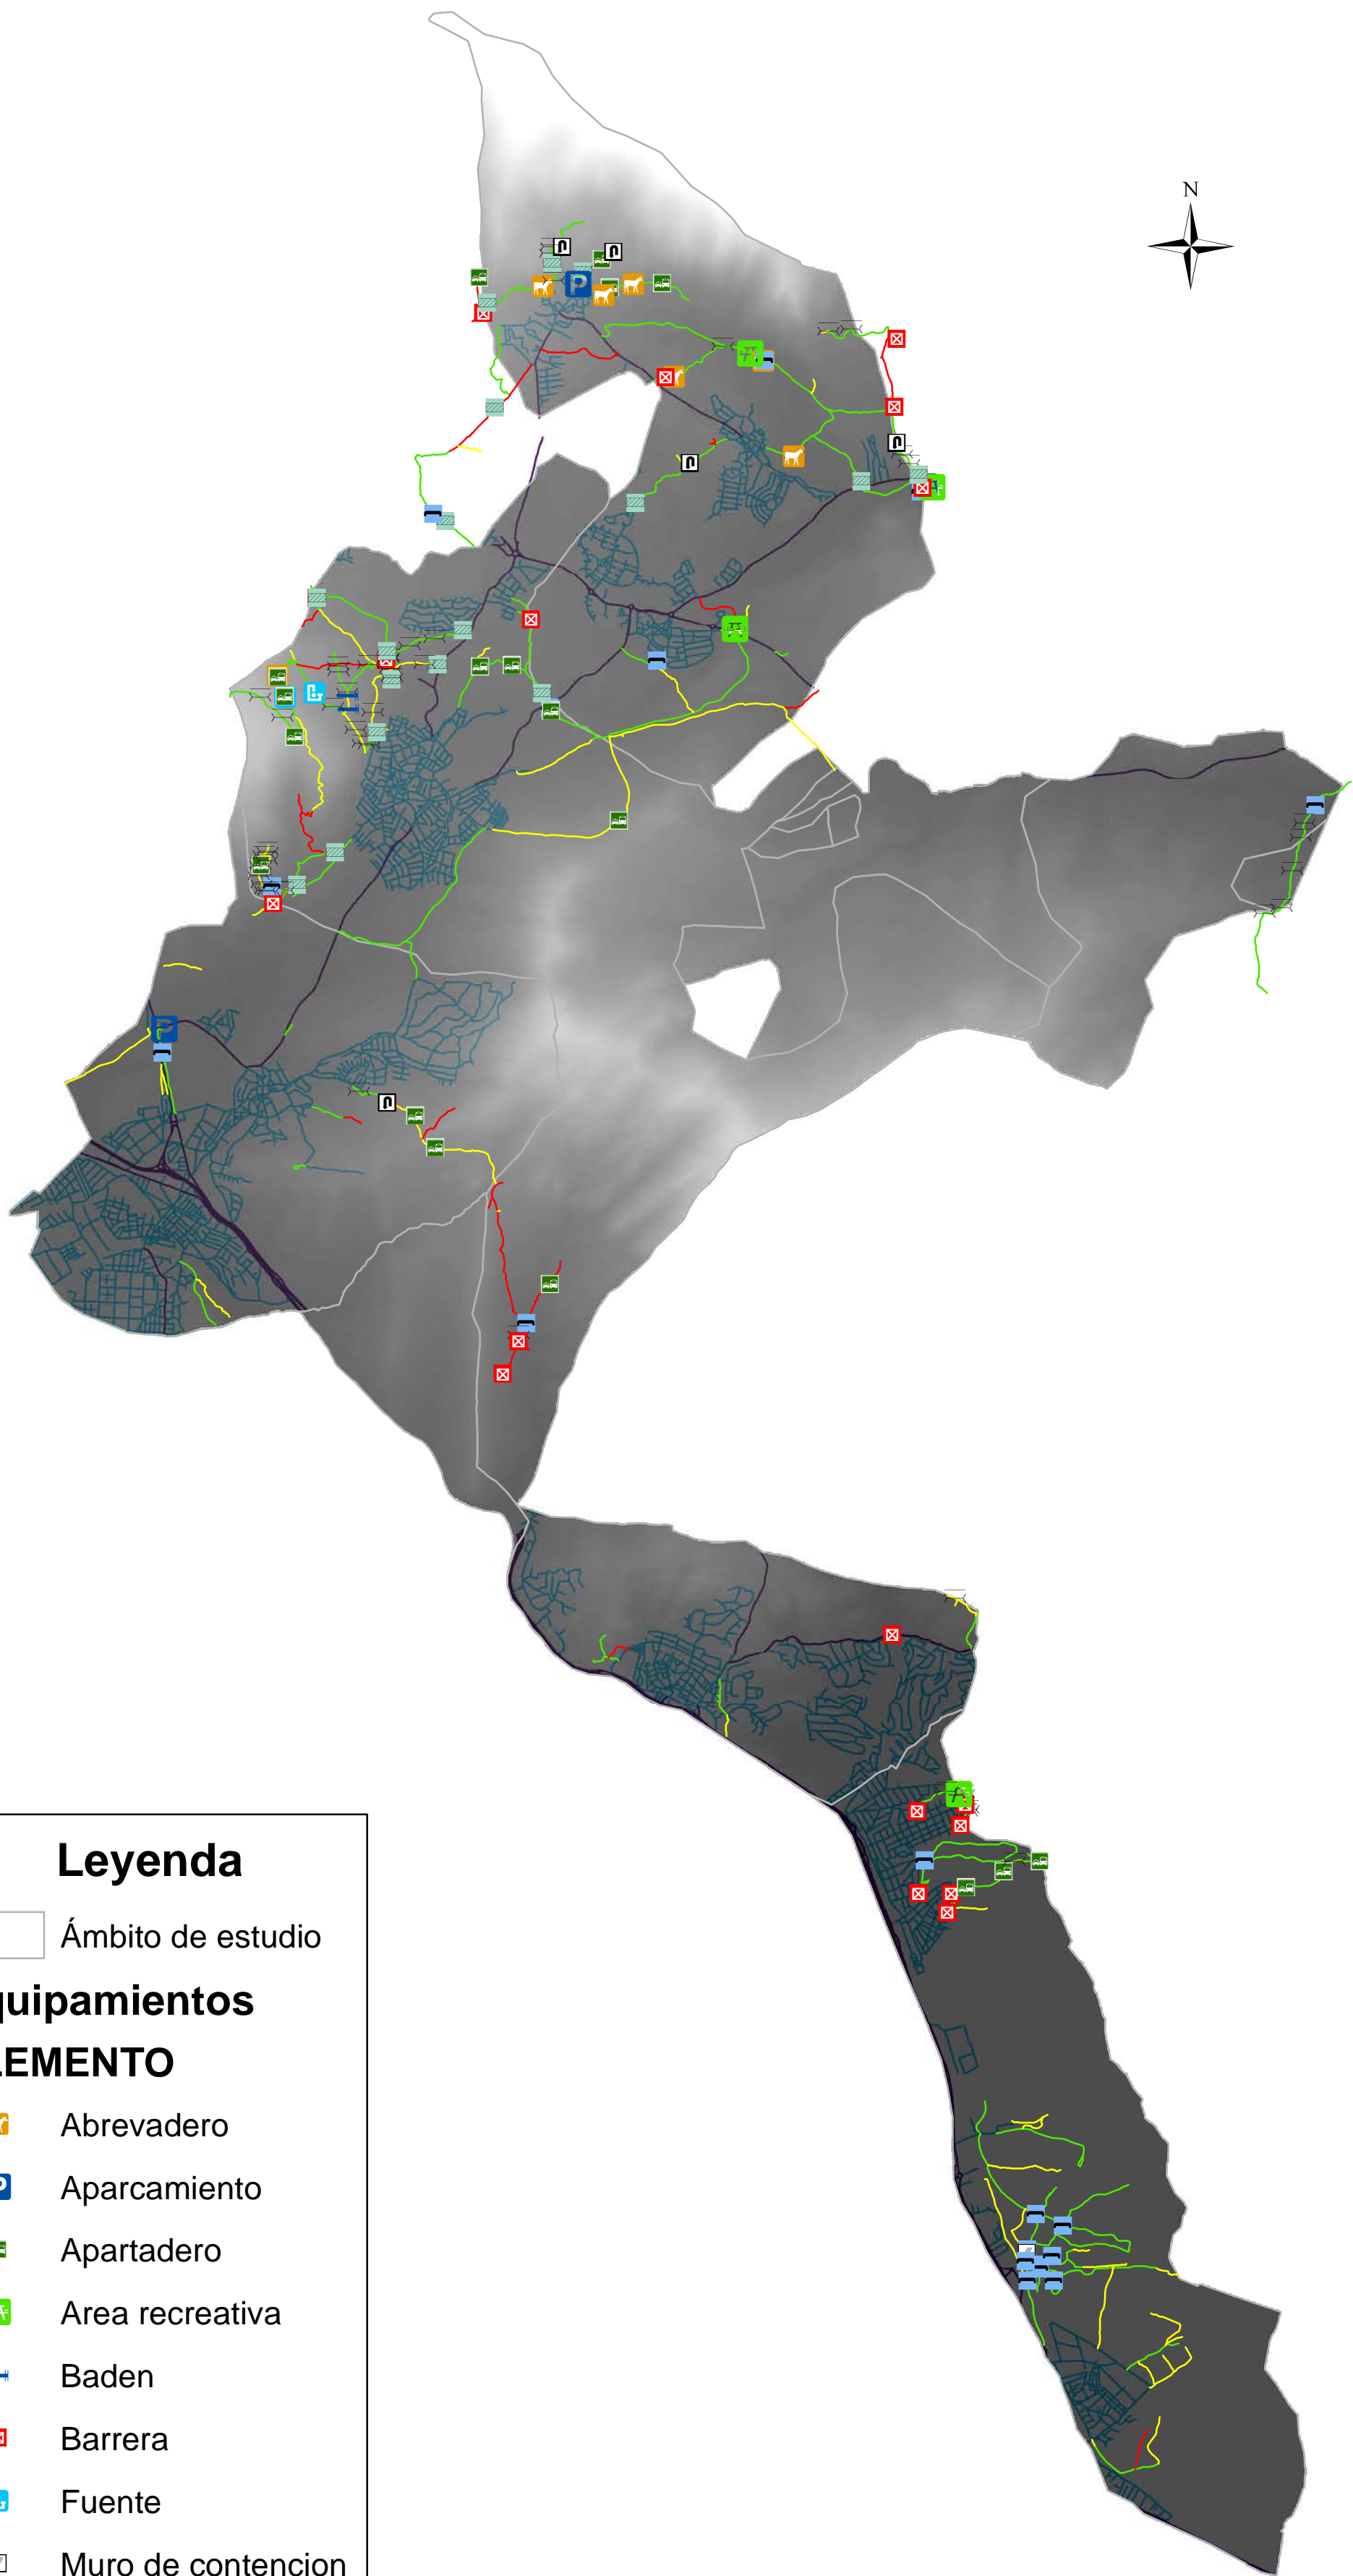 N
P
P
Leyenda
Ámbito de estudio
quipamientos
LEMENTO
Abrevadero
Aparcamiento
Apartadero
Area recreativa
Baden
Barrera
Fuente
Muro de contencion